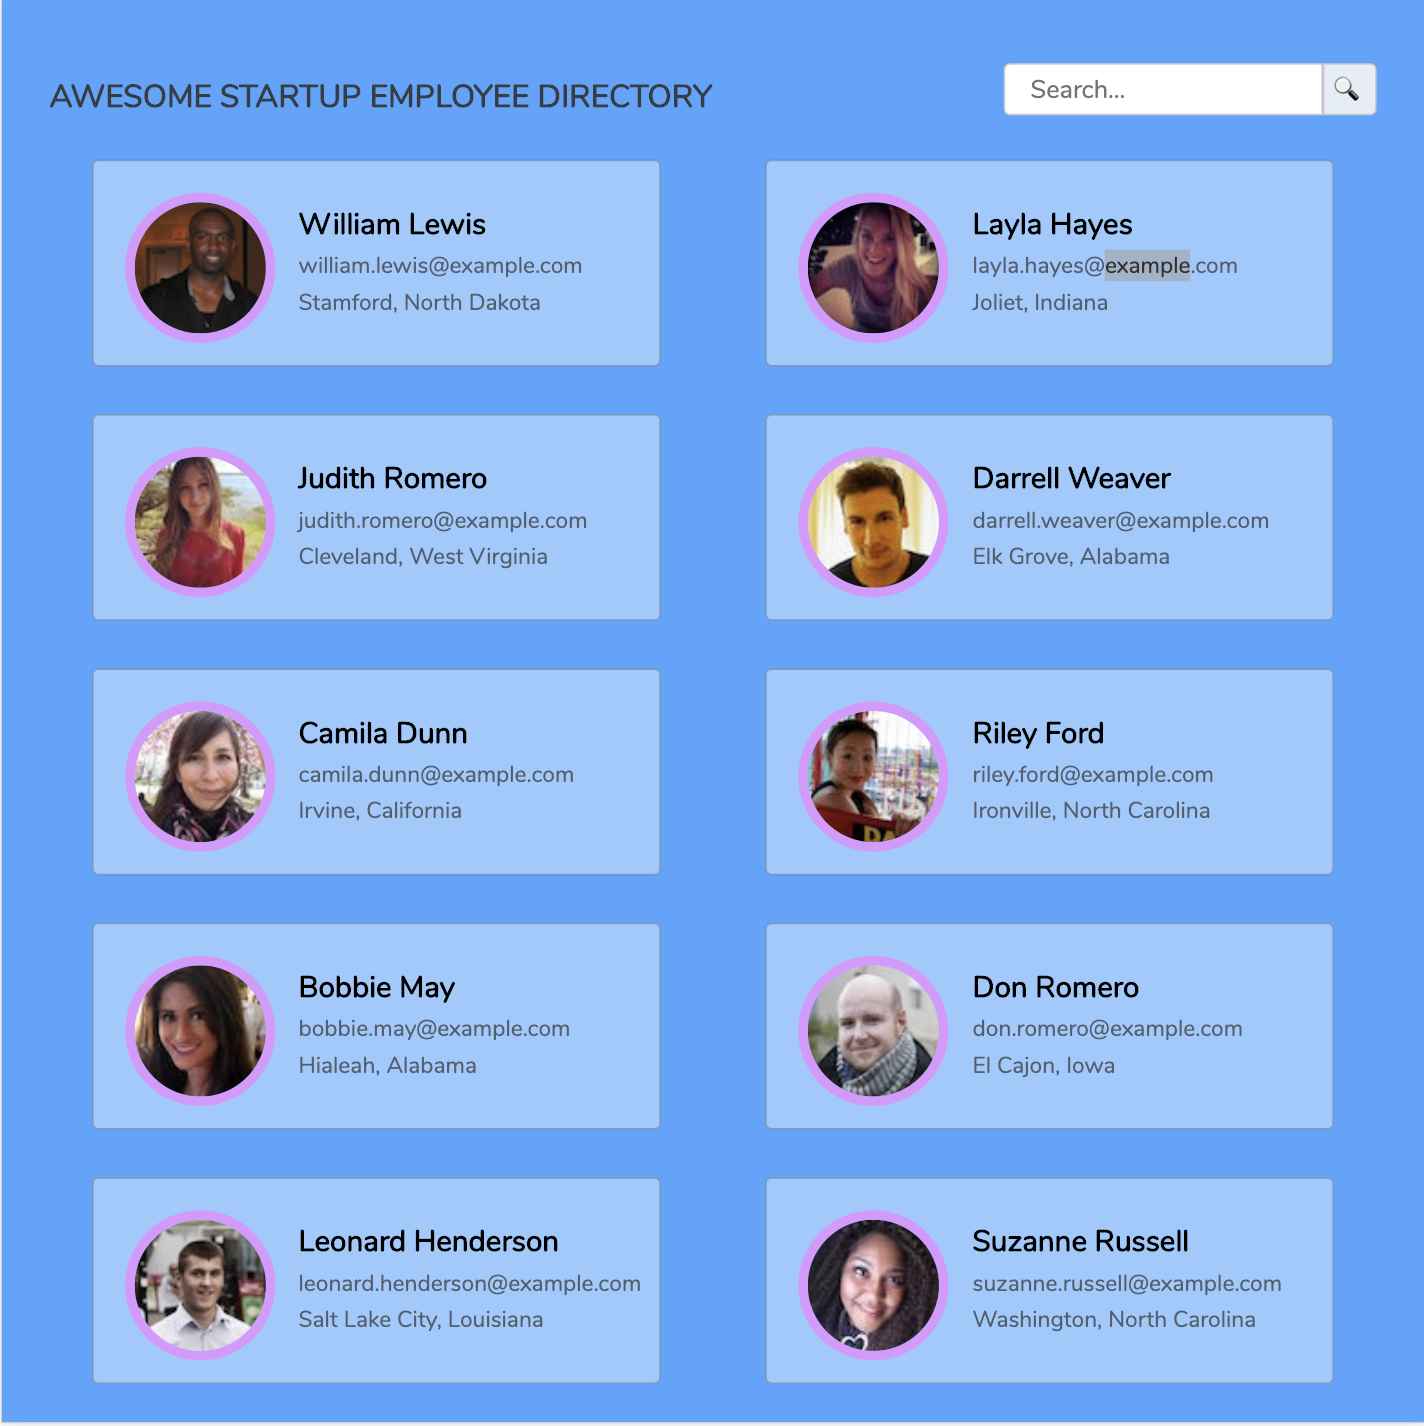 AWESOME STARTUP EMPLOYEE DIRECTORY
Search...
William Lewis
william.lewis@example.com
Stamford, North Dakota
Layla Hayes
layla.hayes@example.com
Joliet, Indiana
Judith Romero
judith.romero@example.com
Cleveland, West Virginia
Darrell Weaver
darrell.weaver@example.com
Elk Grove, Alabama
Camila Dunn
camila.dunn@example.com
Irvine, California
Riley Ford
riley.ford@example.com
Ironville, North Carolina
Bobbie May
bobbie.may@example.com
Hialeah, Alabama
Don Romero
don.romero@example.com
El Cajon, Iowa
Leonard Henderson
leonard.henderson@example.com
Salt Lake City, Louisiana
Suzanne Russell
suzanne.russell@example.com
Washington, North Carolina